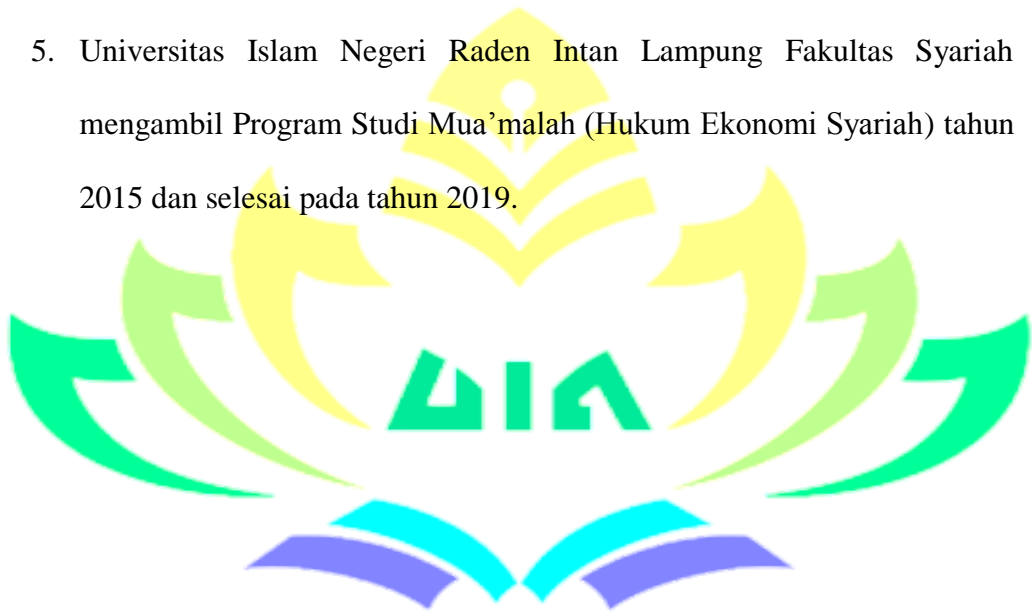 5. Universitas Islam Negeri Raden Intan Lampung Fakultas Syariah
mengambil Program Studi Mua’malah (Hukum Ekonomi Syariah) tahun
2015 dan selesai pada tahun 2019.
UIN